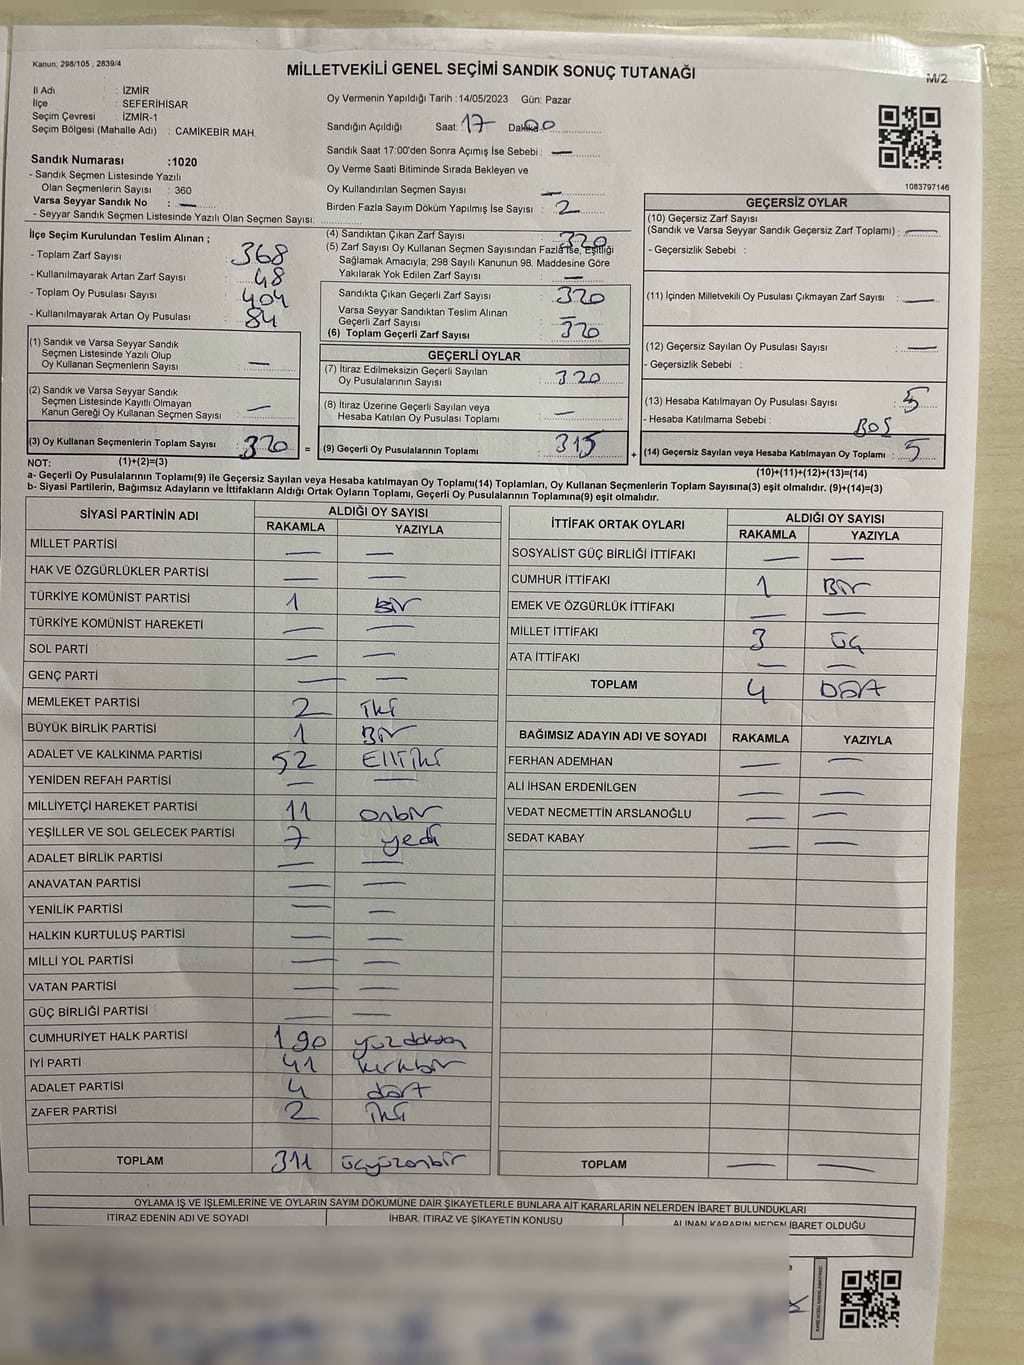 Kanun; 298/105 , 2839/4
MİLLETVEKİLİ GENEL SEÇİMİ SANDIK SONUÇ TUTANAĞI
M/2
İl Adı : İZMİR
İlçe : SEFERİHİSAR
Seçim Çevresi : İZMİR-1
Seçim Bölgesi (Mahalle Adı) : CAMİKEBİR MAH.
Oy Vermenin Yapıldığı Tarih : 14/05/2023 Gün: Pazar
Sandığın Açıldığı Saat: 17 Dakika: 00
Sandık Saat 17:00'den Sonra Açımış İse Sebebi : —
Oy Verme Saati Bitiminde Sırada Bekleyen ve
Oy Kullandırılan Seçmen Sayısı —
Birden Fazla Sayım Döküm Yapılmış İse Sayısı : 2
Sandık Numarası :1020
- Sandık Seçmen Listesinde Yazılı
Olan Seçmenlerin Sayısı : 360
Varsa Seyyar Sandık No : —
- Seyyar Sandık Seçmen Listesinde Yazılı Olan Seçmen Sayısı:
1083797146
İlçe Seçim Kurulundan Teslim Alınan ;
- Toplam Zarf Sayısı : 368
- Kullanılmayarak Artan Zarf Sayısı : 48
- Toplam Oy Pusulası Sayısı : 404
- Kullanılmayarak Artan Oy Pusulası : 84
(1) Sandık ve Varsa Seyyar Sandık
Seçmen Listesinde Yazılı Olup
Oy Kullanan Seçmenlerin Sayısı : —
(2) Sandık ve Varsa Seyyar Sandık
Seçmen Listesinde Kayıtlı Olmayan
Kanun Gereği Oy Kullanan Seçmen Sayısı : —
(3) Oy Kullanan Seçmenlerin Toplam Sayısı : 320 =
(1)+(2)=(3)
(4) Sandıktan Çıkan Zarf Sayısı : 320
(5) Zarf Sayısı Oy Kullanan Seçmen Sayısından Fazla İse, Eşitliği
Sağlamak Amacıyla; 298 Sayılı Kanunun 98. Maddesine Göre
Yakılarak Yok Edilen Zarf Sayısı : —
Sandıkta Çıkan Geçerli Zarf Sayısı : 320
Varsa Seyyar Sandıktan Teslim Alınan
Geçerli Zarf Sayısı : —
(6) Toplam Geçerli Zarf Sayısı : 320
GEÇERLİ OYLAR
(7) İtiraz Edilmeksizin Geçerli Sayılan
Oy Pusulalarının Sayısı : 320
(8) İtiraz Üzerine Geçerli Sayılan veya
Hesaba Katılan Oy Pusulası Toplamı : —
(9) Geçerli Oy Pusulalarının Toplamı : 315 +
GEÇERSİZ OYLAR
(10) Geçersiz Zarf Sayısı
(Sandık ve Varsa Seyyar Sandık Geçersiz Zarf Toplamı) : —
- Geçersizlik Sebebi :
(11) İçinden Milletvekili Oy Pusulası Çıkmayan Zarf Sayısı : —
(12) Geçersiz Sayılan Oy Pusulası Sayısı : —
- Geçersizlik Sebebi :
(13) Hesaba Katılmayan Oy Pusulası Sayısı : 5
- Hesaba Katılmama Sebebi : BOŞ
(14) Geçersiz Sayılan veya Hesaba Katılmayan Oy Toplamı : 5
(10)+(11)+(12)+(13)=(14)
NOT:
a- Geçerli Oy Pusulalarının Toplamı(9) ile Geçersiz Sayılan veya Hesaba katılmayan Oy Toplamı(14) Toplamları, Oy Kullanan Seçmenlerin Toplam Sayısına(3) eşit olmalıdır. (9)+(14)=(3)
b- Siyasi Partilerin, Bağımsız Adayların ve İttifakların Aldığı Ortak Oyların Toplamı, Geçerli Oy Pusulalarının Toplamına(9) eşit olmalıdır.
SİYASİ PARTİNİN ADI ALDIĞI OY SAYISI
RAKAMLA YAZIYLA
MİLLET PARTİSİ — —
HAK VE ÖZGÜRLÜKLER PARTİSİ — —
TÜRKİYE KOMÜNİST PARTİSİ 1 Bir
TÜRKİYE KOMÜNİST HAREKETİ — —
SOL PARTİ — —
GENÇ PARTİ — —
MEMLEKET PARTİSİ 2 iki
BÜYÜK BİRLİK PARTİSİ 1 Bir
ADALET VE KALKINMA PARTİSİ 52 Elliiki
YENİDEN REFAH PARTİSİ — —
MİLLİYETÇİ HAREKET PARTİSİ 11 onbir
YEŞİLLER VE SOL GELECEK PARTİSİ 7 yedi
ADALET BİRLİK PARTİSİ — —
ANAVATAN PARTİSİ — —
YENİLİK PARTİSİ — —
HALKIN KURTULUŞ PARTİSİ — —
MİLLİ YOL PARTİSİ — —
VATAN PARTİSİ — —
GÜÇ BİRLİĞİ PARTİSİ — —
CUMHURİYET HALK PARTİSİ 190 yüzdoksan
İYİ PARTİ 41 kırkbir
ADALET PARTİSİ 4 dört
ZAFER PARTİSİ 2 iki
TOPLAM 311 üçyüzonbir
İTTİFAK ORTAK OYLARI ALDIĞI OY SAYISI
RAKAMLA YAZIYLA
SOSYALİST GÜÇ BİRLİĞİ İTTİFAKI — —
CUMHUR İTTİFAKI 1 Bir
EMEK VE ÖZGÜRLÜK İTTİFAKI — —
MİLLET İTTİFAKI 3 üç
ATA İTTİFAKI — —
TOPLAM 4 DÖRT
BAĞIMSIZ ADAYIN ADI VE SOYADI RAKAMLA YAZIYLA
FERHAN ADEMHAN — —
ALİ İHSAN ERDENİLGEN — —
VEDAT NECMETTİN ARSLANOĞLU — —
SEDAT KABAY — —
TOPLAM — —
OYLAMA İŞ VE İŞLEMLERİNE VE OYLARIN SAYIM DÖKÜMÜNE DAİR ŞİKAYETLERLE BUNLARA AİT KARARLARIN NELERDEN İBARET BULUNDUKLARI
İTİRAZ EDENİN ADI VE SOYADI İHBAR, İTİRAZ VE ŞİKAYETİN KONUSU ALINAN KARARIN NEDEN İBARET OLDUĞU